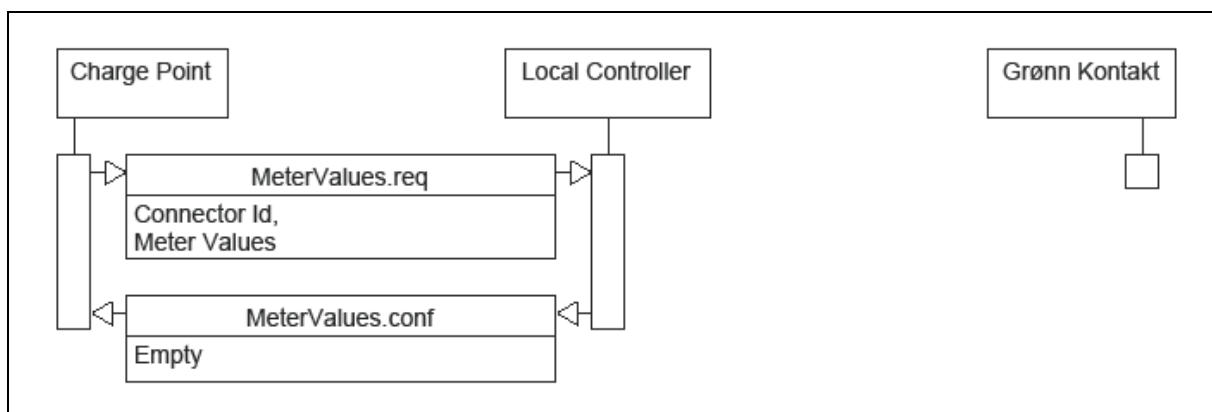 Charge Point
Local Controller
Grønn Kontakt
MeterValues.req
Connector Id,
Meter Values
MeterValues.conf
Empty